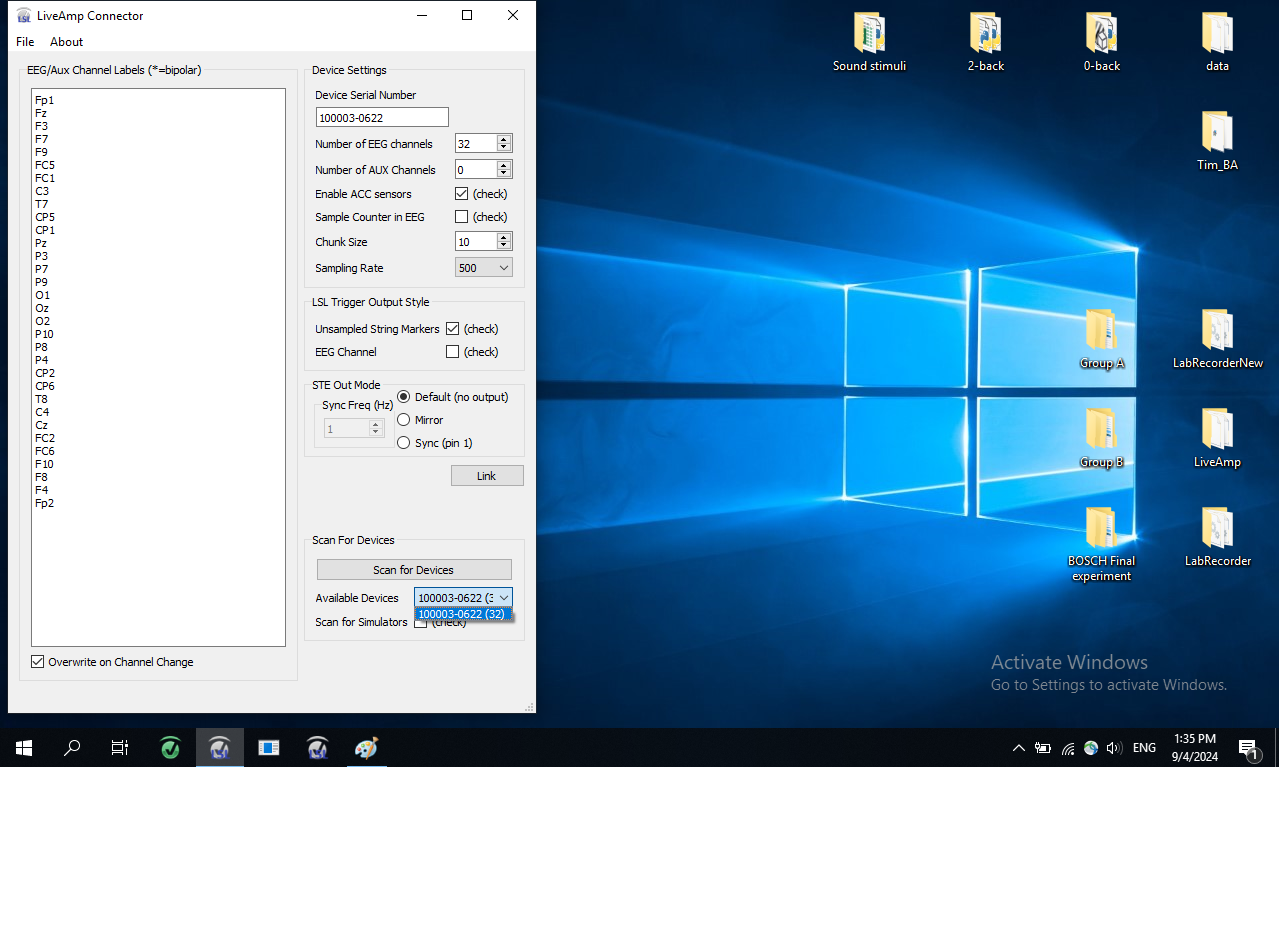 LiveAmp Connector
File About
EEG/Aux Channel Labels (*=bipolar)
Fp1
Fz
F3
F7
F9
FC5
FC1
C3
T7
CP5
CP1
Pz
P3
P7
P9
O1
Oz
O2
P10
P8
P4
CP2
CP6
T8
C4
Cz
FC2
FC6
F10
F8
F4
Fp2
Overwrite on Channel Change
Device Settings
Device Serial Number
100003-0622
Number of EEG channels 32
Number of AUX Channels 0
Enable ACC sensors (check)
Sample Counter in EEG (check)
Chunk Size 10
Sampling Rate 500
LSL Trigger Output Style
Unsampled String Markers (check)
EEG Channel (check)
STE Out Mode
Sync Freq (Hz)
1
Default (no output)
Mirror
Sync (pin 1)
Link
Scan For Devices
Scan for Devices
Available Devices 100003-0622 (3
100003-0622 (32)
Scan for Simulators (check)
Sound stimuli
2-back
0-back
data
Tim_BA
Group A
LabRecorderNew
Group B
LiveAmp
BOSCH Final
experiment
LabRecorder
Activate Windows
Go to Settings to activate Windows.
LSL
ENG
1:35 PM
9/4/2024
1